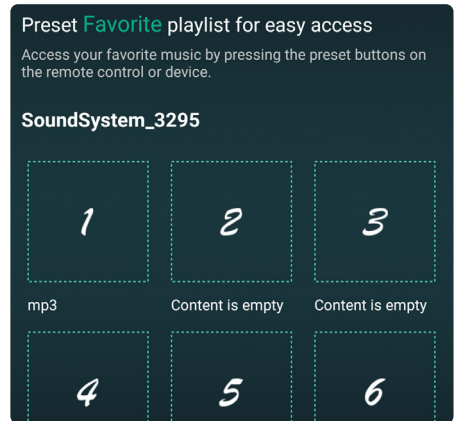 Preset Favorite playlist for easy access
Access your favorite music by pressing the preset buttons on
the remote control or device.
SoundSystem_3295
1 2 3
mp3 Content is empty Content is empty
4 5 6